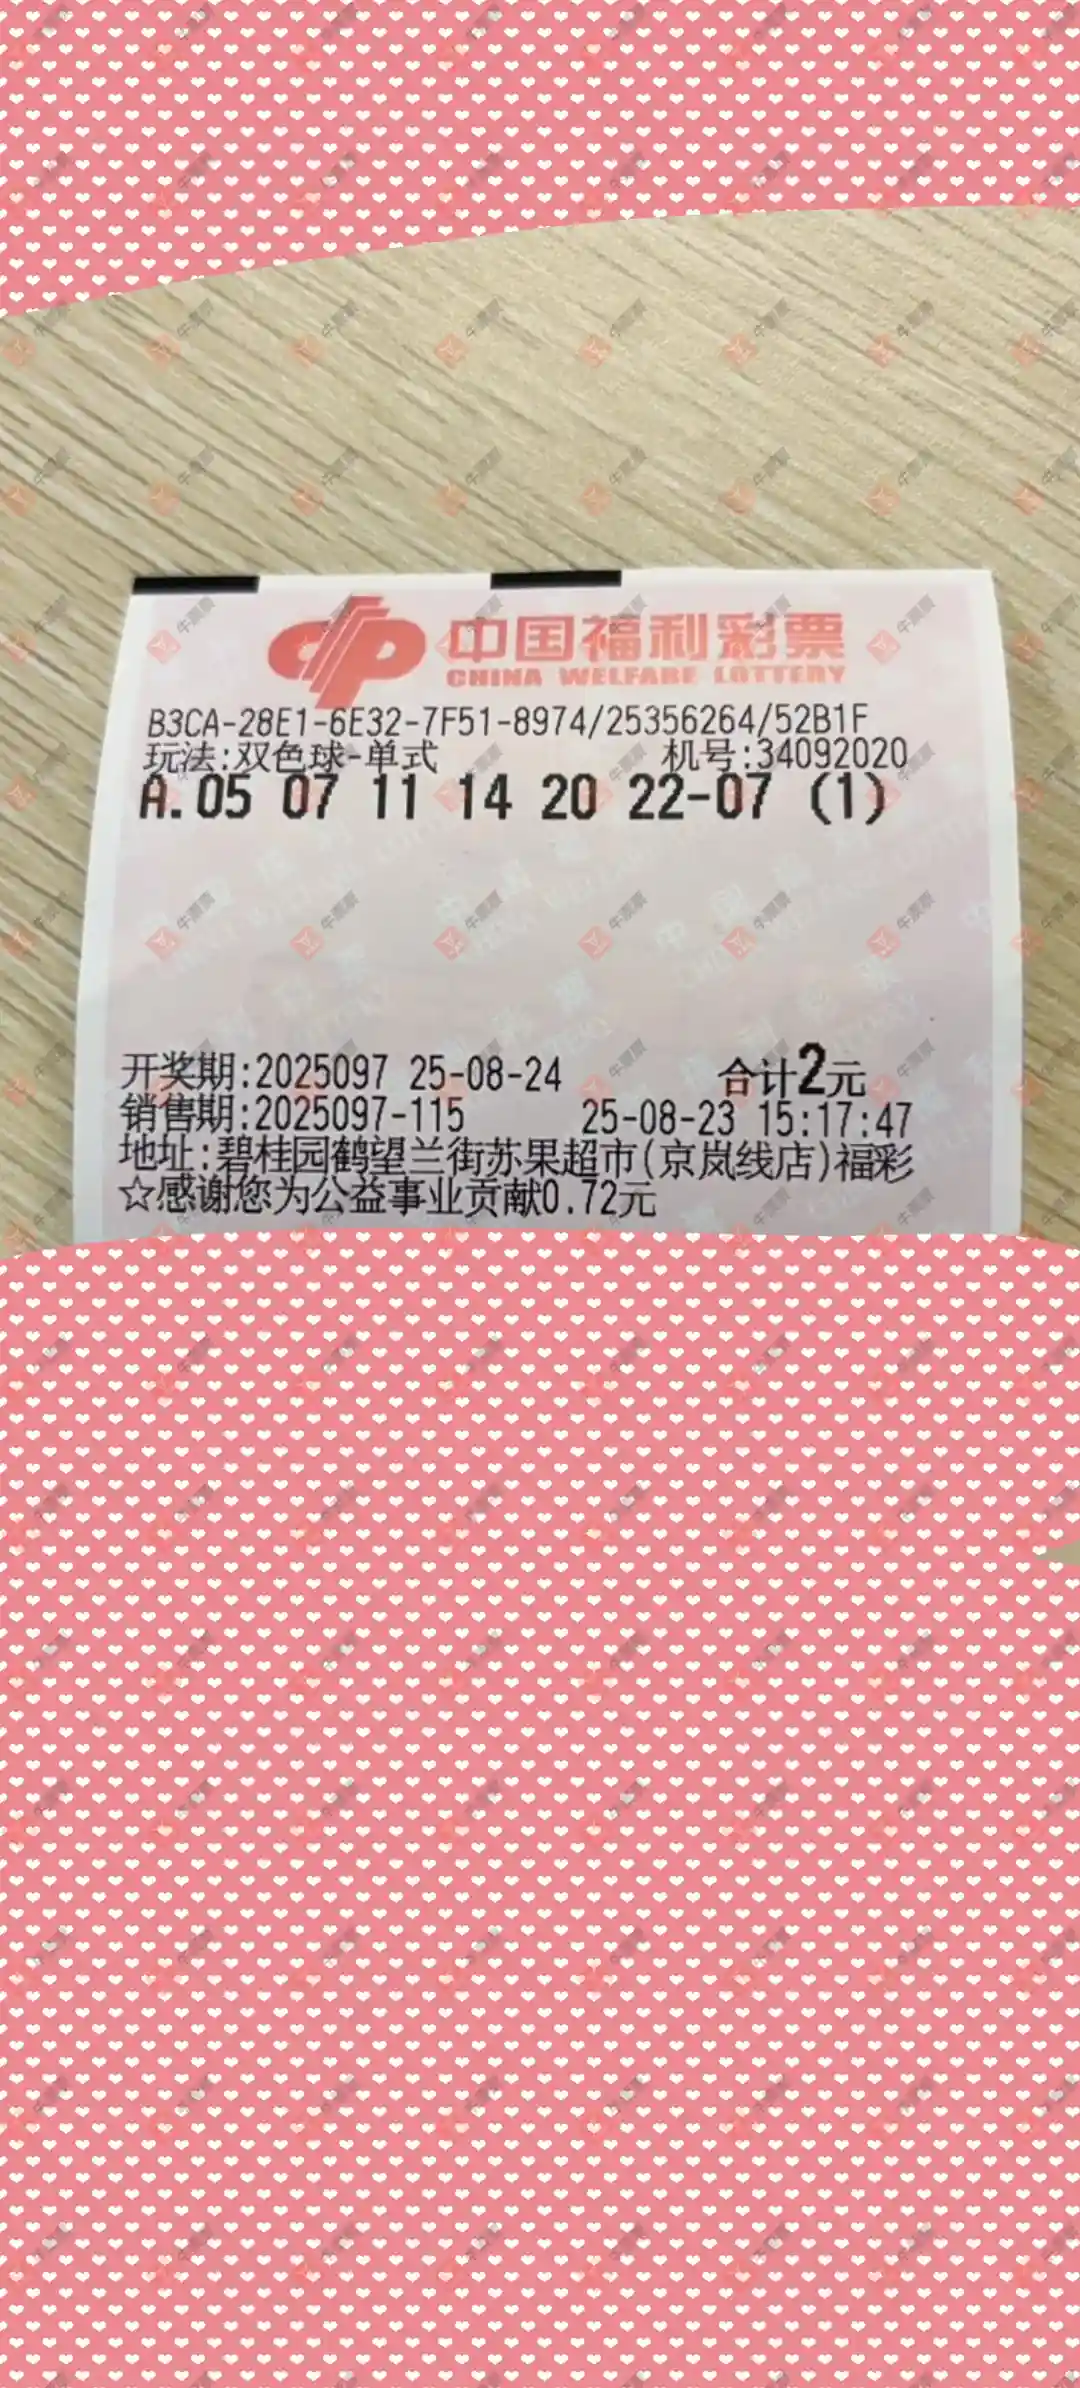 中国福利彩票
CHINA WELFARE LOTTERY
B3CA-28E1-6E32-7F51-8974/25356264/52B1F
玩法:双色球-单式 机号:34092020
A.05 07 11 14 20 22-07 (1)
开奖期:2025097 25-08-24 合计2元
销售期:2025097-115 25-08-23 15:17:47
地址:碧桂园鹤望兰街苏果超市(京岚线店)福彩
☆感谢您为公益事业贡献0.72元